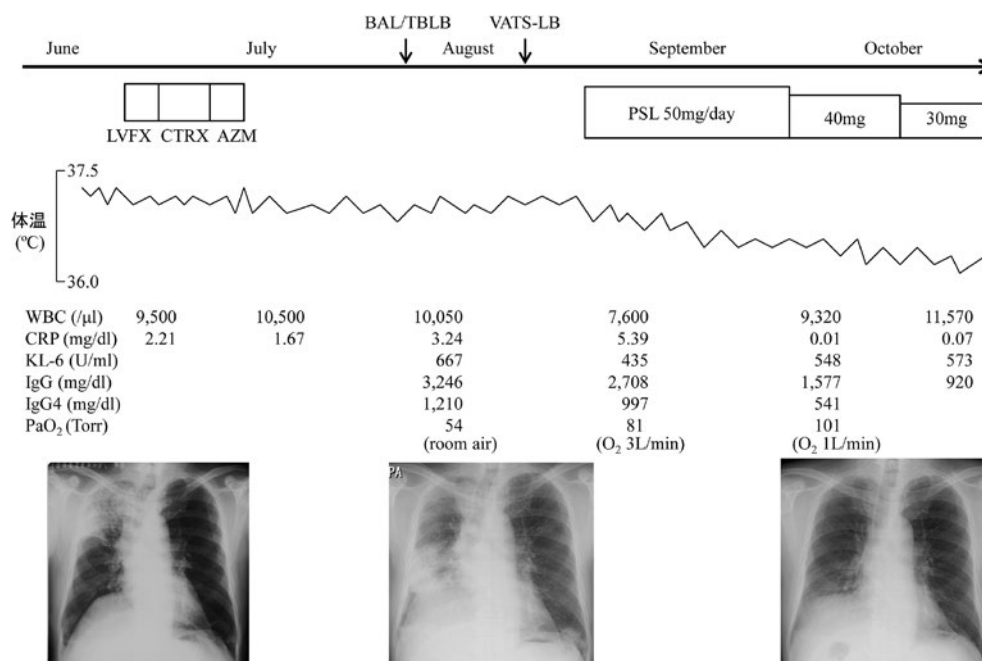 BAL/TBLB VATS-LB
June July August September October
PSL 50mg/day 40mg 30mg
LVFX CTRX AZM
37.5
体温
(°C)
36.0
WBC (/μl) 9,500 10,500 10,050 7,600 9,320 11,570
CRP (mg/dl) 2.21 1.67 3.24 5.39 0.01 0.07
KL-6 (U/ml) 667 435 548 573
IgG (mg/dl) 3,246 2,708 1,577 920
IgG4 (mg/dl) 1,210 997 541
PaO₂ (Torr) 54 81 101
(room air) (O₂ 3L/min) (O₂ 1L/min)
PA